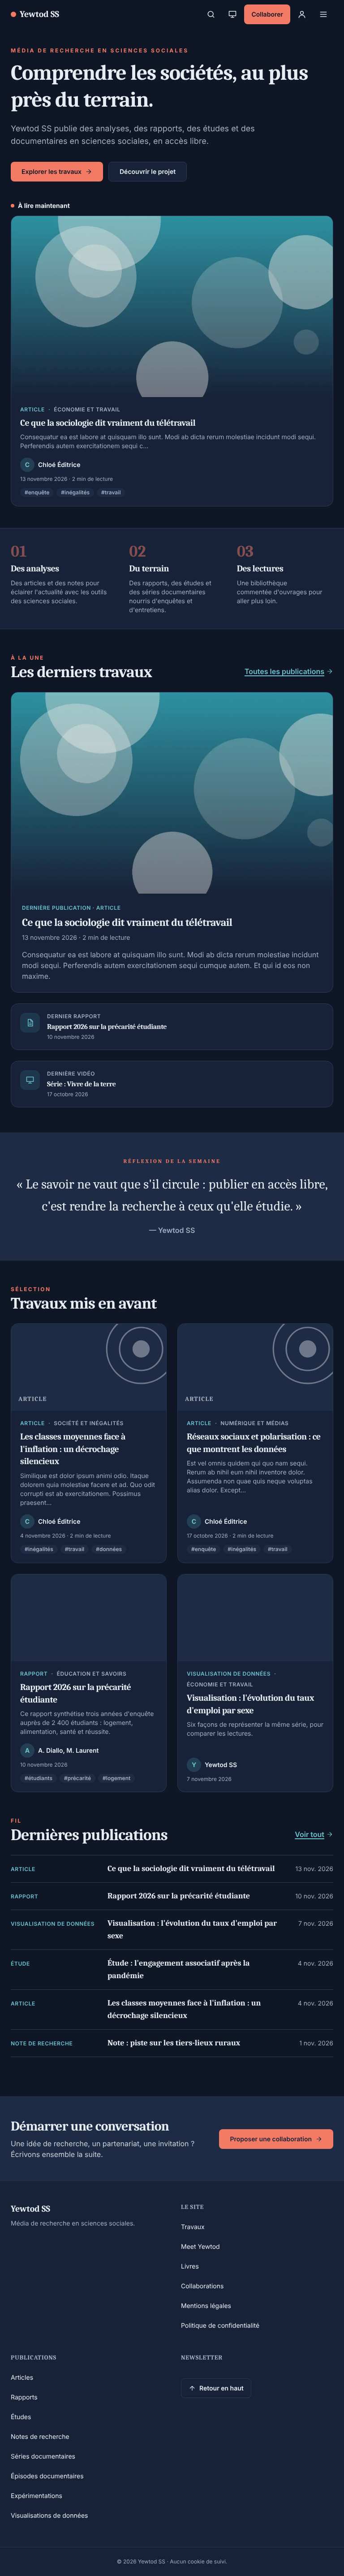 Yewtod SS
Collaborer
MÉDIA DE RECHERCHE EN SCIENCES SOCIALES
Comprendre les sociétés, au plus
près du terrain.
Yewtod SS publie des analyses, des rapports, des études et des
documentaires en sciences sociales, en accès libre.
Explorer les travaux →
Découvrir le projet
À lire maintenant
ARTICLE · ÉCONOMIE ET TRAVAIL
Ce que la sociologie dit vraiment du télétravail
Consequatur ea est labore at quisquam illo sunt. Modi ab dicta rerum molestiae incidunt modi sequi.
Perferendis autem exercitationem sequi c...
C Chloé Éditrice
13 novembre 2026 · 2 min de lecture
#enquête #inégalités #travail
01 02 03
Des analyses Du terrain Des lectures
Des articles et des notes pour
éclairer l'actualité avec les outils
des sciences sociales.
Des rapports, des études et
des séries documentaires
nourris d'enquêtes et
d'entretiens.
Une bibliothèque
commentée d'ouvrages pour
aller plus loin.
À LA UNE
Les derniers travaux
Toutes les publications →
DERNIÈRE PUBLICATION · ARTICLE
Ce que la sociologie dit vraiment du télétravail
13 novembre 2026 · 2 min de lecture
Consequatur ea est labore at quisquam illo sunt. Modi ab dicta rerum molestiae incidunt
modi sequi. Perferendis autem exercitationem sequi cumque autem. Et qui id eos non
maxime.
DERNIER RAPPORT
Rapport 2026 sur la précarité étudiante
10 novembre 2026
DERNIÈRE VIDÉO
Série : Vivre de la terre
17 octobre 2026
RÉFLEXION DE LA SEMAINE
« Le savoir ne vaut que s'il circule : publier en accès libre,
c'est rendre la recherche à ceux qu'elle étudie. »
— Yewtod SS
SÉLECTION
Travaux mis en avant
ARTICLE
ARTICLE · SOCIÉTÉ ET INÉGALITÉS
Les classes moyennes face à
l'inflation : un décrochage
silencieux
Similique est dolor ipsum animi odio. Itaque
dolorem quia molestiae facere et ad. Quo odit
corrupti est ab exercitationem. Possimus
praesent...
C Chloé Éditrice
4 novembre 2026 · 2 min de lecture
#inégalités #travail #données
ARTICLE
ARTICLE · NUMÉRIQUE ET MÉDIAS
Réseaux sociaux et polarisation : ce
que montrent les données
Est vel omnis quidem qui quo nam sequi.
Rerum ab nihil eum nihil inventore dolor.
Assumenda non quae quis neque voluptas
alias dolor. Except...
C Chloé Éditrice
17 octobre 2026 · 2 min de lecture
#enquête #inégalités #travail
RAPPORT · ÉDUCATION ET SAVOIRS
Rapport 2026 sur la précarité
étudiante
Ce rapport synthétise trois années d'enquête
auprès de 2 400 étudiants : logement,
alimentation, santé et réussite.
A A. Diallo, M. Laurent
10 novembre 2026
#étudiants #précarité #logement
VISUALISATION DE DONNÉES ·
ÉCONOMIE ET TRAVAIL
Visualisation : l'évolution du taux
d'emploi par sexe
Six façons de représenter la même série, pour
comparer les lectures.
Y Yewtod SS
7 novembre 2026
FIL
Dernières publications
Voir tout →
ARTICLE Ce que la sociologie dit vraiment du télétravail 13 nov. 2026
RAPPORT Rapport 2026 sur la précarité étudiante 10 nov. 2026
VISUALISATION DE DONNÉES Visualisation : l'évolution du taux d'emploi par 7 nov. 2026
sexe
ÉTUDE Étude : l'engagement associatif après la 4 nov. 2026
pandémie
ARTICLE Les classes moyennes face à l'inflation : un 4 nov. 2026
décrochage silencieux
NOTE DE RECHERCHE Note : piste sur les tiers-lieux ruraux 1 nov. 2026
Démarrer une conversation
Une idée de recherche, un partenariat, une invitation ?
Écrivons ensemble la suite.
Proposer une collaboration →
Yewtod SS
Média de recherche en sciences sociales.
LE SITE
Travaux
Meet Yewtod
Livres
Collaborations
Mentions légales
Politique de confidentialité
PUBLICATIONS
Articles
Rapports
Études
Notes de recherche
Séries documentaires
Épisodes documentaires
Expérimentations
Visualisations de données
NEWSLETTER
↑ Retour en haut
© 2026 Yewtod SS · Aucun cookie de suivi.